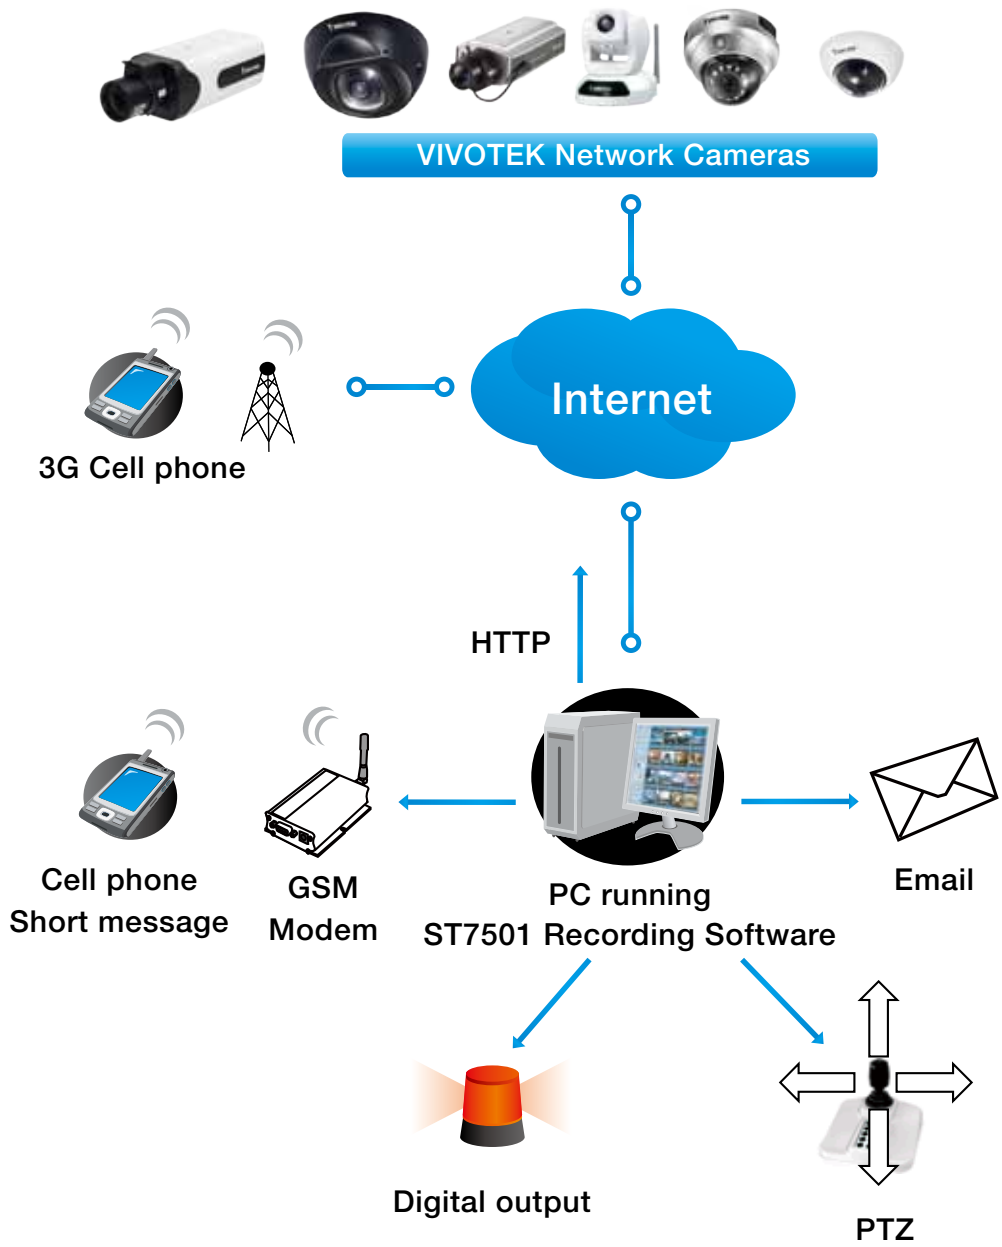 VIVOTEK Network Cameras
Internet
3G Cell phone
HTTP
Cell phone
Short message
GSM
Modem
PC running
ST7501 Recording Software
Email
Digital output
PTZ